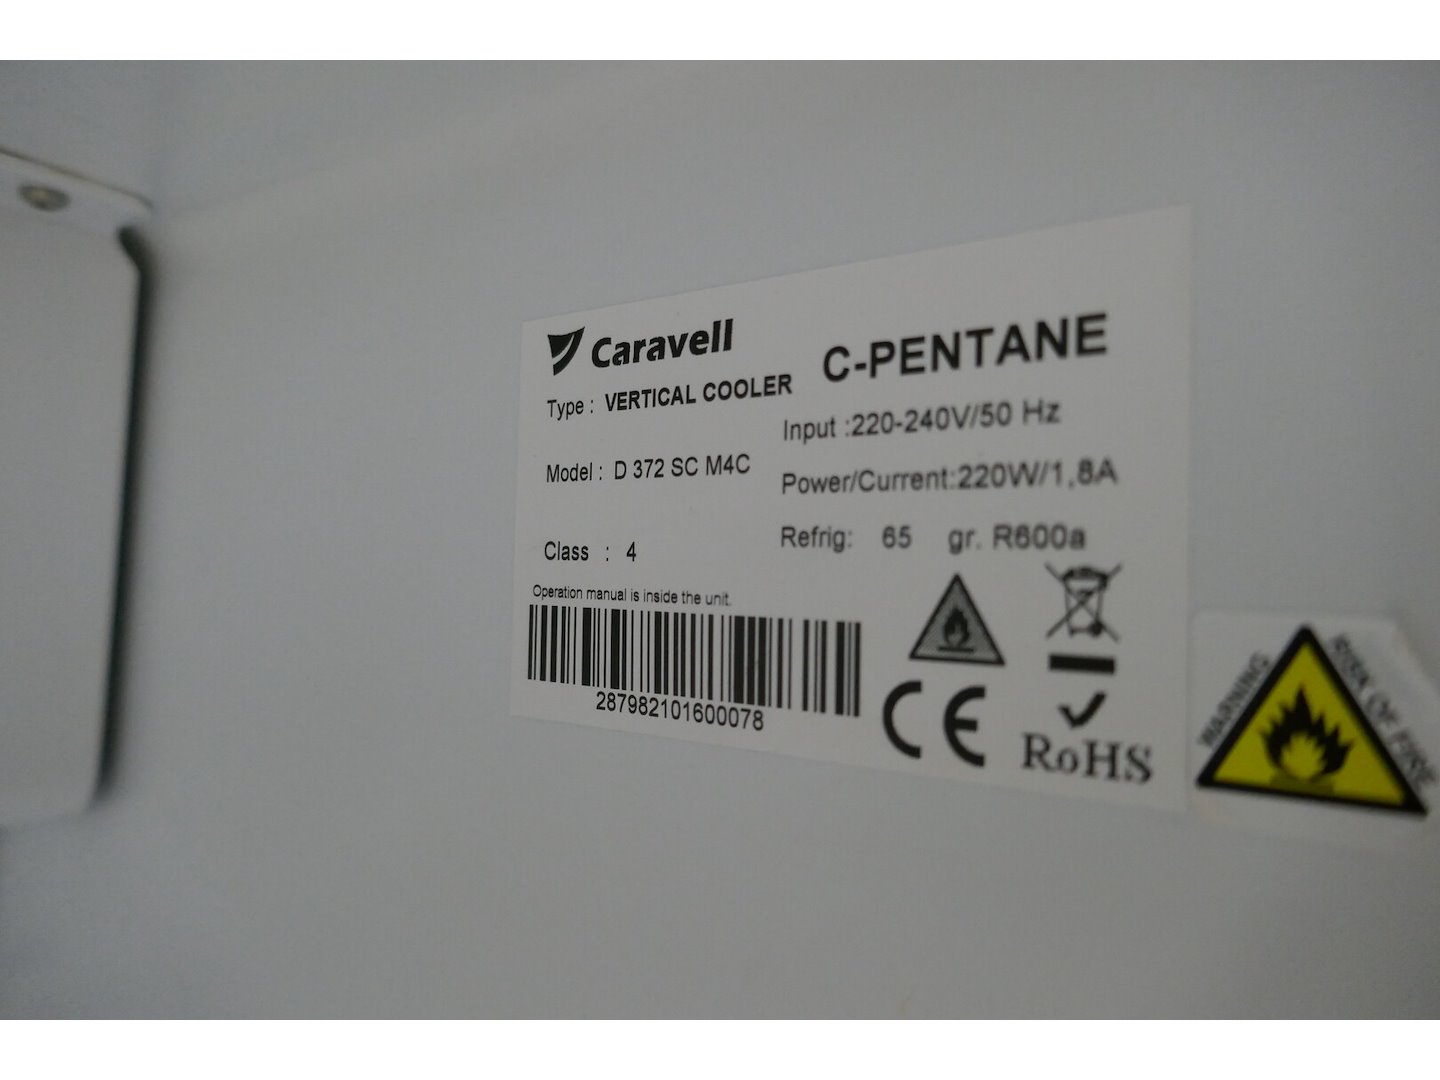 Caravell
C-PENTANE
Type : VERTICAL COOLER
Input :220-240V/50 Hz
Model : D 372 SC M4C
Power/Current:220W/1,8A
Class : 4
Refrig: 65 gr. R600a
Operation manual is inside the unit.
287982101600078
CE
RoHS
WARNING
RISK OF FIRE